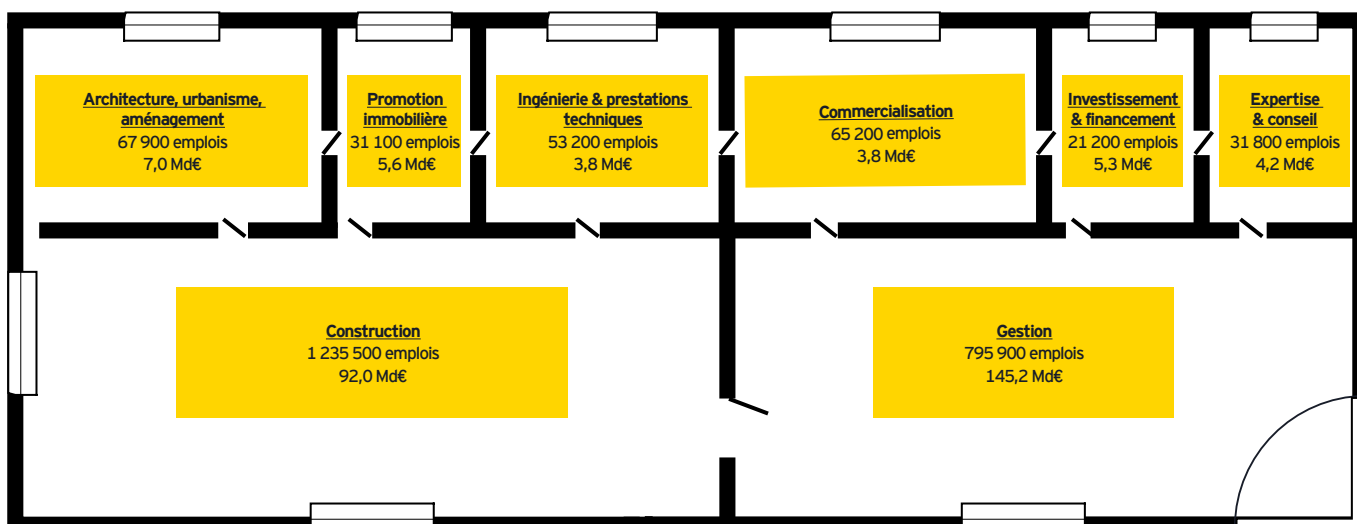 Architecture, urbanisme,
aménagement
67 900 emplois
7,0 Md€
Promotion
immobilière
31 100 emplois
5,6 Md€
Ingénierie & prestations
techniques
53 200 emplois
3,8 Md€
Commercialisation
65 200 emplois
3,8 Md€
Investissement
& financement
21 200 emplois
5,3 Md€
Expertise
& conseil
31 800 emplois
4,2 Md€
Construction
1 235 500 emplois
92,0 Md€
Gestion
795 900 emplois
145,2 Md€